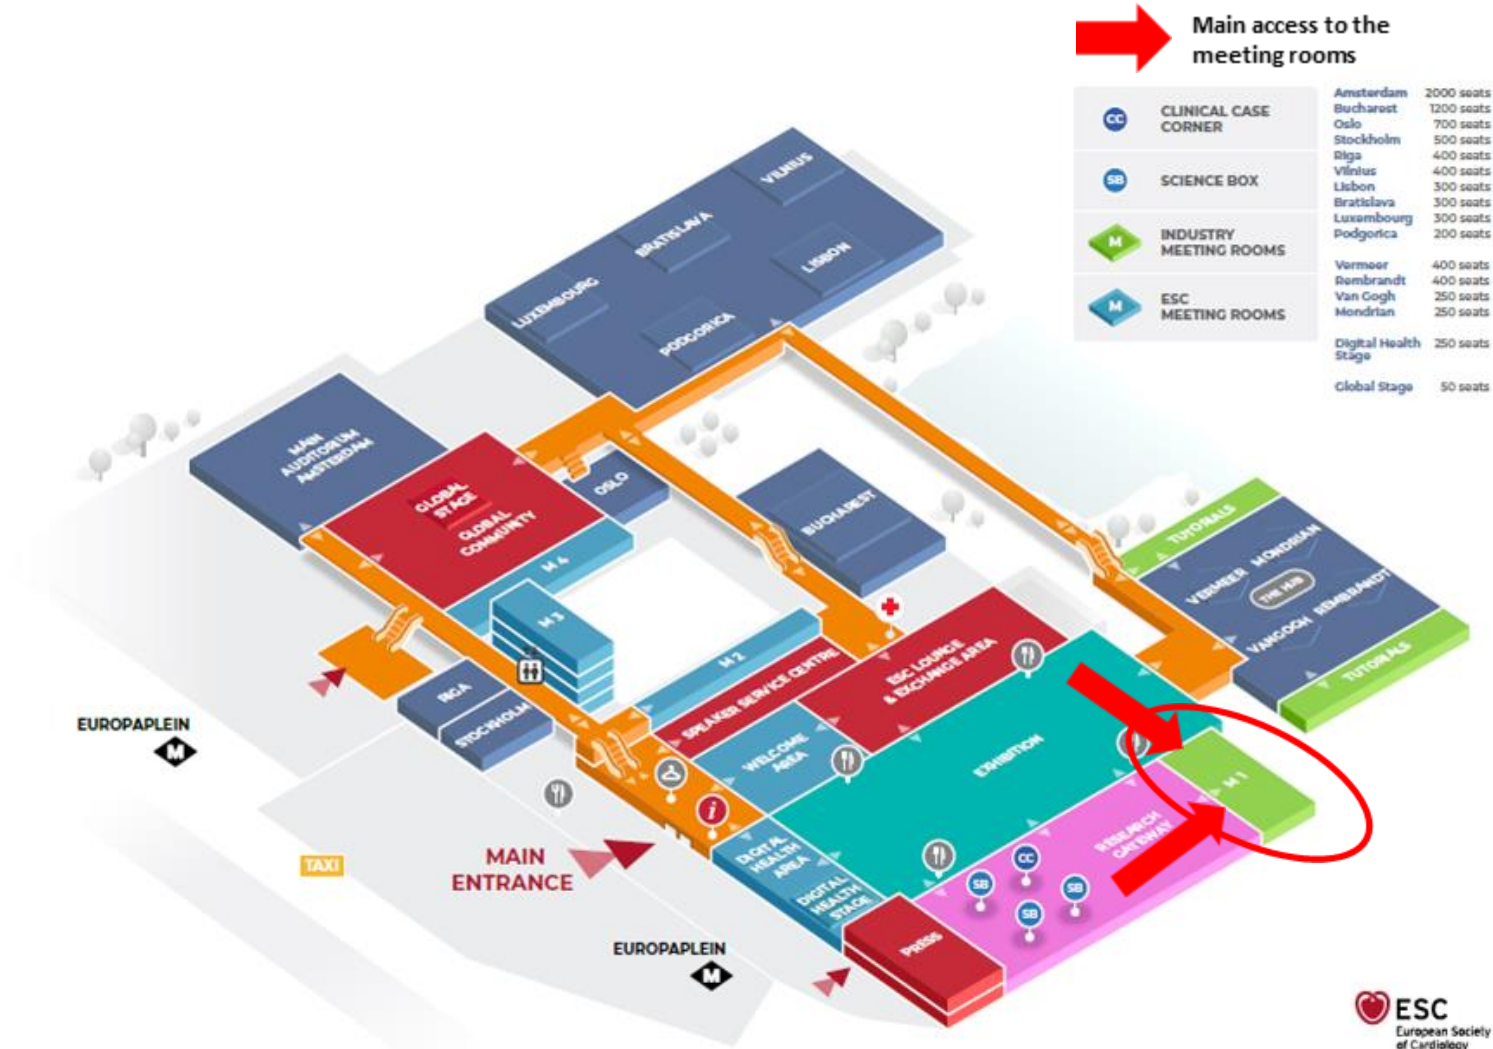 Main access to the
meeting rooms
CC
CLINICAL CASE
CORNER
SB
SCIENCE BOX
M
INDUSTRY
MEETING ROOMS
M
ESC
MEETING ROOMS
Amsterdam 2000 seats
Bucharest 1200 seats
Oslo 700 seats
Stockholm 500 seats
Riga 400 seats
Vilnius 400 seats
Lisbon 300 seats
Bratislava 300 seats
Luxembourg 300 seats
Podgorica 200 seats
Vermeer 400 seats
Rembrandt 400 seats
Van Gogh 250 seats
Mondrian 250 seats
Digital Health 250 seats
Stage
Global Stage 50 seats
VILNIUS
BRATISLAVA
LISBON
LUXEMBOURG
PODGORICA
MAIN
AUDITORIUM
AMSTERDAM
GLOBAL
STAGE
GLOBAL
COMMUNITY
OSLO
BUCHAREST
M 4
M 3
M 2
TUTORIALS
VERMEER MONDRIAN
THE HUB
VANGOGH REMBRANDT
TUTORIALS
RIGA
STOCKHOLM
SPEAKER SERVICE CENTRE
ESC LOUNGE
& EXCHANGE AREA
WELCOME
AREA
EXHIBITION
M 1
EUROPAPLEIN
M
i
TAXI
MAIN
ENTRANCE
DIGITAL
HEALTH
AREA
DIGITAL
HEALTH
STAGE
RESEARCH
GATEWAY
CC
SB
SB
SB
PRESS
EUROPAPLEIN
M
ESC
European Society
of Cardiology